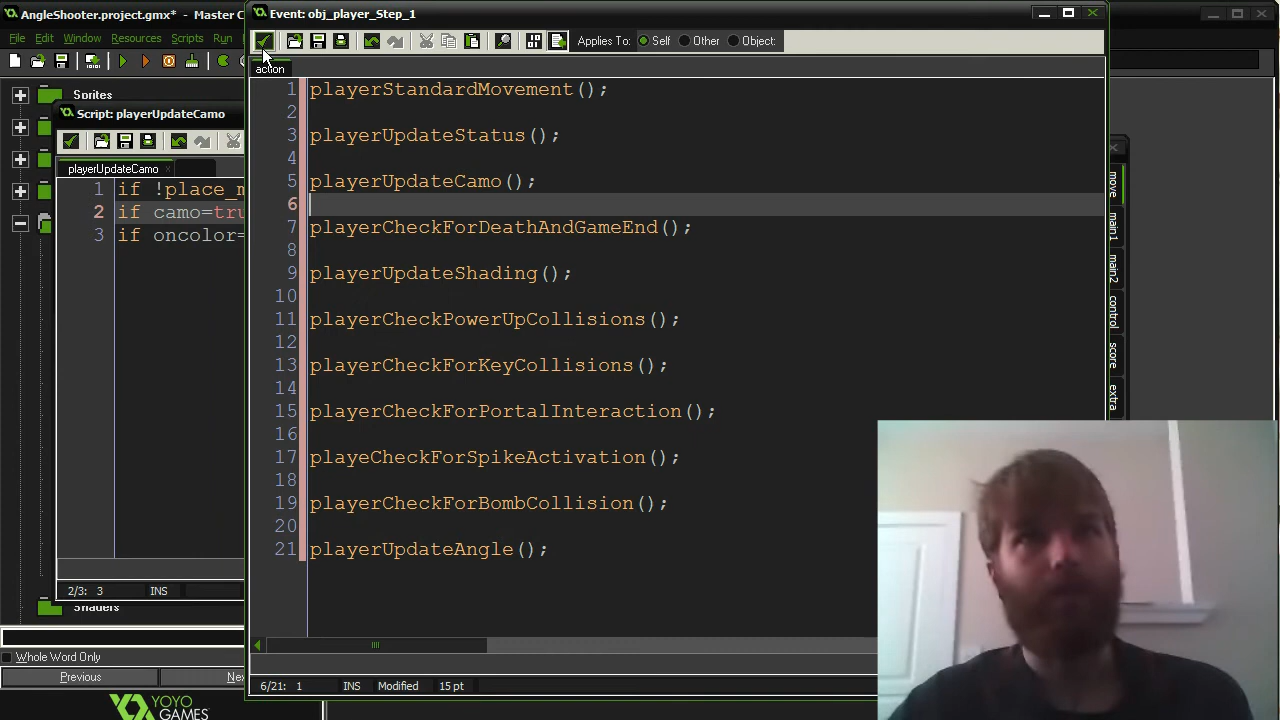 AngleShooter.project.gmx* - Master C
Event: obj_player_Step_1
File Edit Window Resources Scripts Run
Applies To: Self Other Object:
action
Sprites
Script: playerUpdateCamo
playerUpdateCamo
1 if !place_m
2 if camo=tru
3 if oncolor=
2/3: 3 INS
Shaders
Whole Word Only
Previous
YOYO
GAMES
1 playerStandardMovement();
2
3 playerUpdateStatus();
4
5 playerUpdateCamo();
6
7 playerCheckForDeathAndGameEnd();
8
9 playerUpdateShading();
10
11 playerCheckPowerUpCollisions();
12
13 playerCheckForKeyCollisions();
14
15 playerCheckForPortalInteraction();
16
17 playeCheckForSpikeActivation();
18
19 playerCheckForBombCollision();
20
21 playerUpdateAngle();
6/21: 1 INS Modified 15 pt
move
main1
main2
control
score
extra